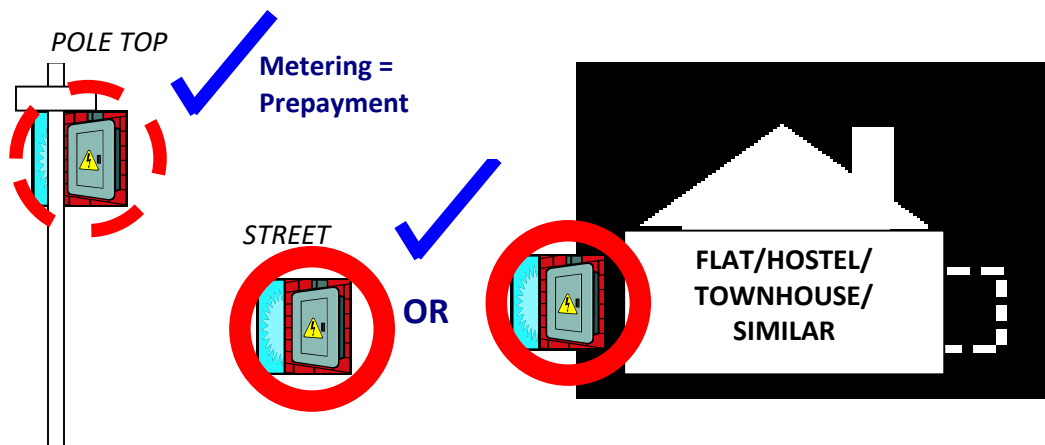 POLE TOP
Metering =
Prepayment
STREET
OR
FLAT/HOSTEL/
TOWNHOUSE/
SIMILAR